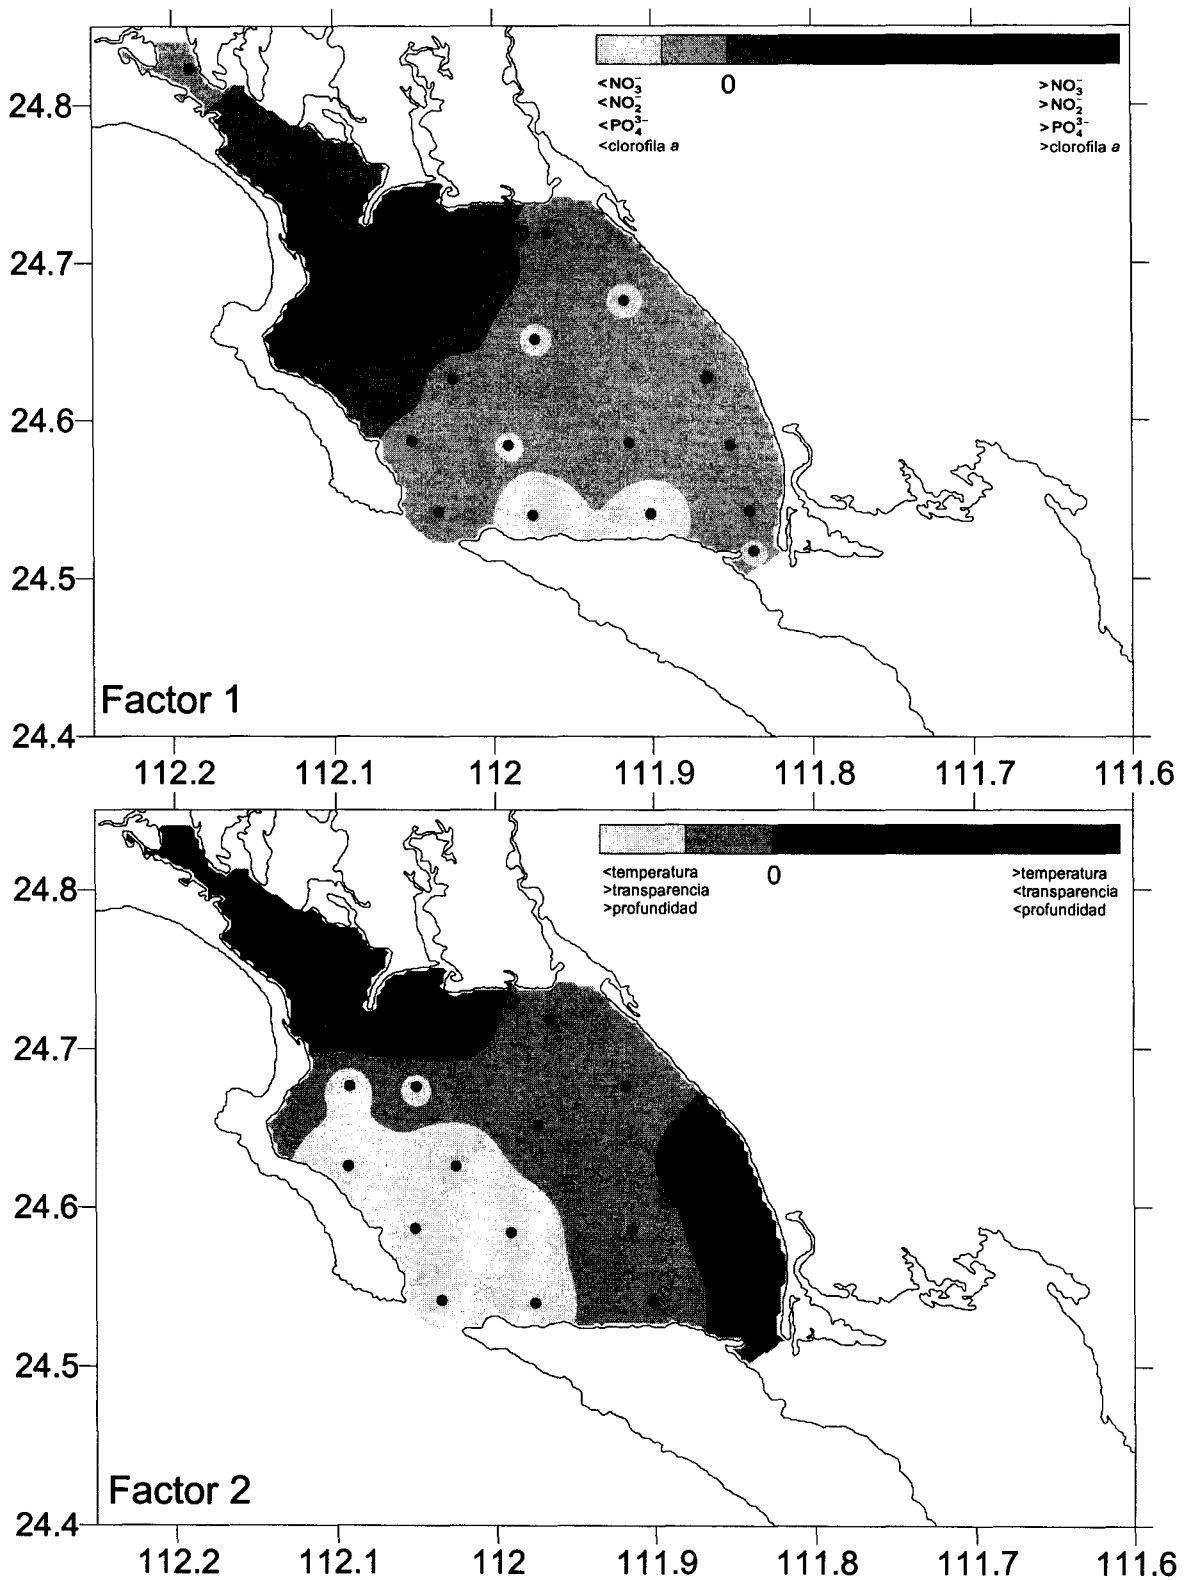 0
<NO₃⁻
<NO₂⁻
<PO₄³⁻
<clorofila a
>NO₃⁻
>NO₂⁻
>PO₄³⁻
>clorofila a
24.8
24.7
24.6
24.5
24.4
Factor 1
112.2 112.1 112 111.9 111.8 111.7 111.6
0
<temperatura
>transparencia
>profundidad
>temperatura
<transparencia
<profundidad
24.8
24.7
24.6
24.5
24.4
Factor 2
112.2 112.1 112 111.9 111.8 111.7 111.6